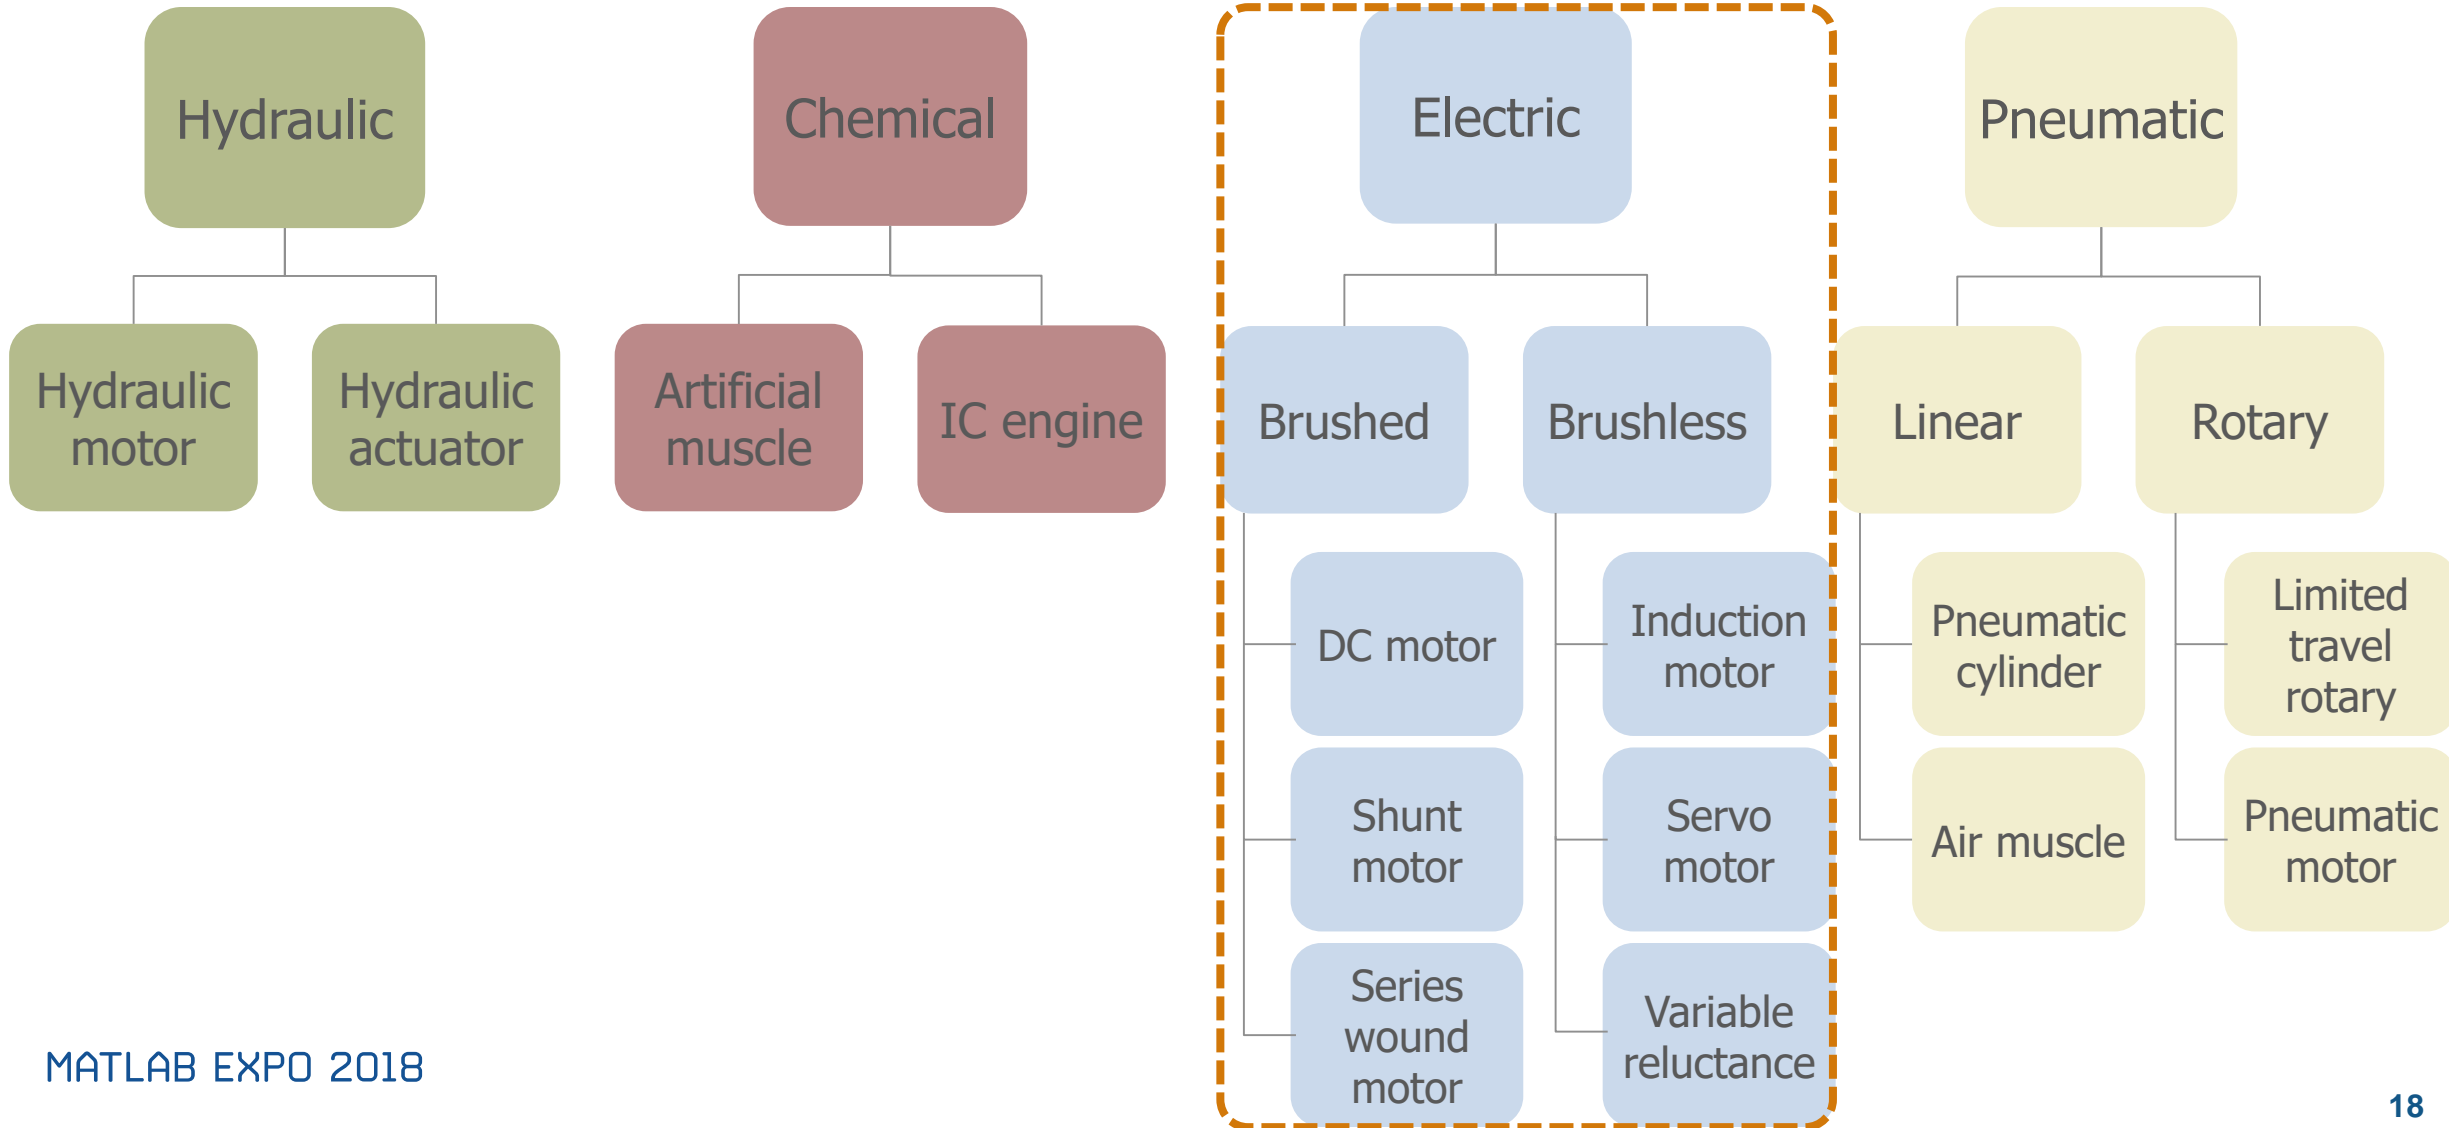 Hydraulic
Chemical
Electric
Pneumatic
Hydraulic
motor
Hydraulic
actuator
Artificial
muscle
IC engine
Brushed
Brushless
Linear
Rotary
DC motor
Induction
motor
Pneumatic
cylinder
Limited
travel
rotary
Shunt
motor
Servo
motor
Air muscle
Pneumatic
motor
Series
wound
motor
Variable
reluctance
MATLAB EXPO 2018
18